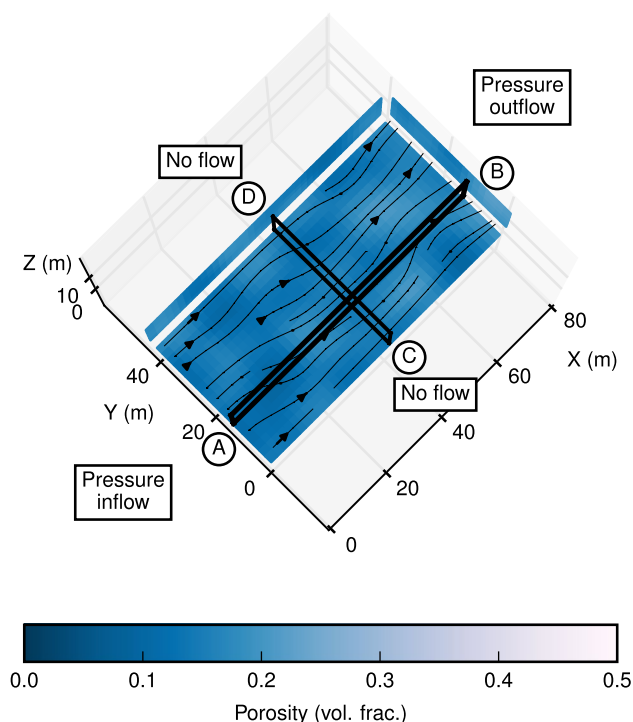 Pressure
outflow
No flow
B
D
Z (m)
10
0
80
C
X (m)
40
60
No flow
Y (m)
20
40
A
Pressure
inflow
0
20
0
0.0 0.1 0.2 0.3 0.4 0.5
Porosity (vol. frac.)